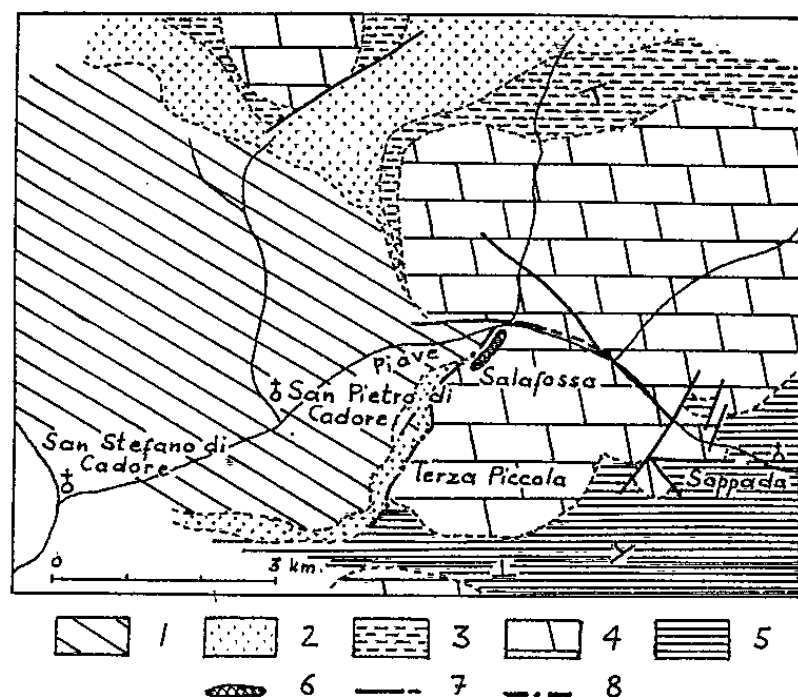 Piave
Salafossa
San Pietro di
Cadore
San Stefano di
Cadore
Terza Piccola
Sappada
0 3 km.
1 2 3 4 5
6 7 8